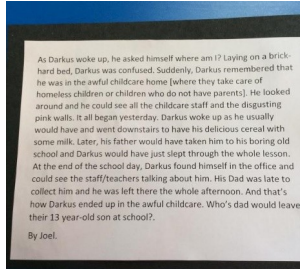 As Darkus woke up, he asked himself where am I? Laying on a brick-
hard bed, Darkus was confused. Suddenly, Darkus remembered that
he was in the awful childcare home [where they take care of
homeless children or children who do not have parents]. He looked
around and he could see all the childcare staff and the disgusting
pink walls. It all began yesterday. Darkus woke up as he usually
would have and went downstairs to have his delicious cereal with
some milk. Later, his father would have taken him to his boring old
school and Darkus would have just slept through the whole lesson.
At the end of the school day, Darkus found himself in the office and
could see the staff/teachers talking about him. His Dad was late to
collect him and he was left there the whole afternoon. And that's
how Darkus ended up in the awful childcare. Who's dad would leave
their 13 year-old son at school?.
By Joel.